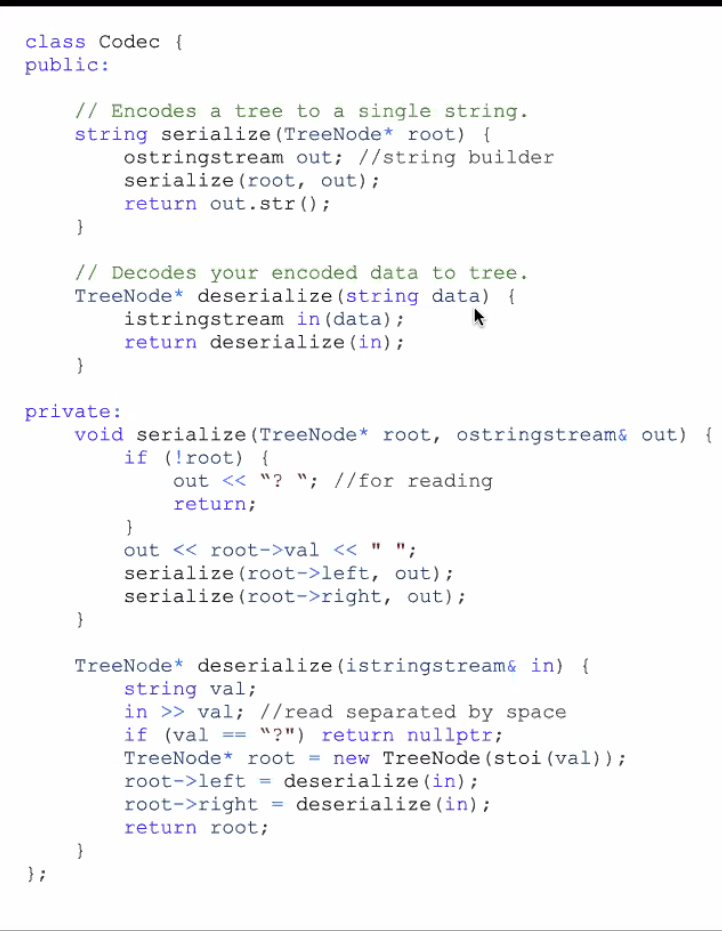 class Codec {
public:

    // Encodes a tree to a single string.
    string serialize(TreeNode* root) {
        ostringstream out; //string builder
        serialize(root, out);
        return out.str();
    }

    // Decodes your encoded data to tree.
    TreeNode* deserialize(string data) {
        istringstream in(data);
        return deserialize(in);
    }

private:
    void serialize(TreeNode* root, ostringstream& out) {
        if (!root) {
            out << “? “; //for reading
            return;
        }
        out << root->val << " ";
        serialize(root->left, out);
        serialize(root->right, out);
    }

    TreeNode* deserialize(istringstream& in) {
        string val;
        in >> val; //read separated by space
        if (val == “?") return nullptr;
        TreeNode* root = new TreeNode(stoi(val));
        root->left = deserialize(in);
        root->right = deserialize(in);
        return root;
    }
};